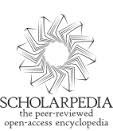 SCHOLARPEDIA
the peer-reviewed
open-access encyclopedia